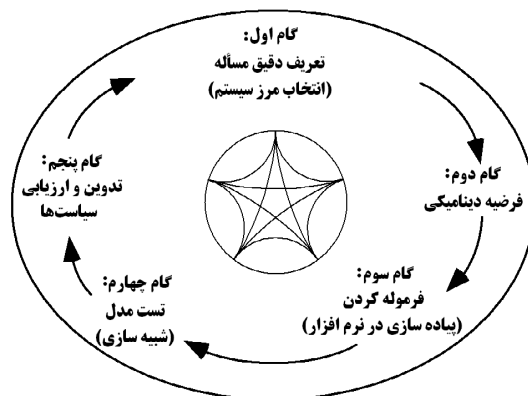 گام اول:
تعریف دقیق مسأله
(انتخاب مرز سیستم)
گام دوم:
فرضیه دینامیکی
گام سوم:
فرموله کردن
(پیاده سازی در نرم افزار)
گام چهارم:
تست مدل
(شبیه سازی)
گام پنجم:
تدوین و ارزیابی
سیاست‌ها